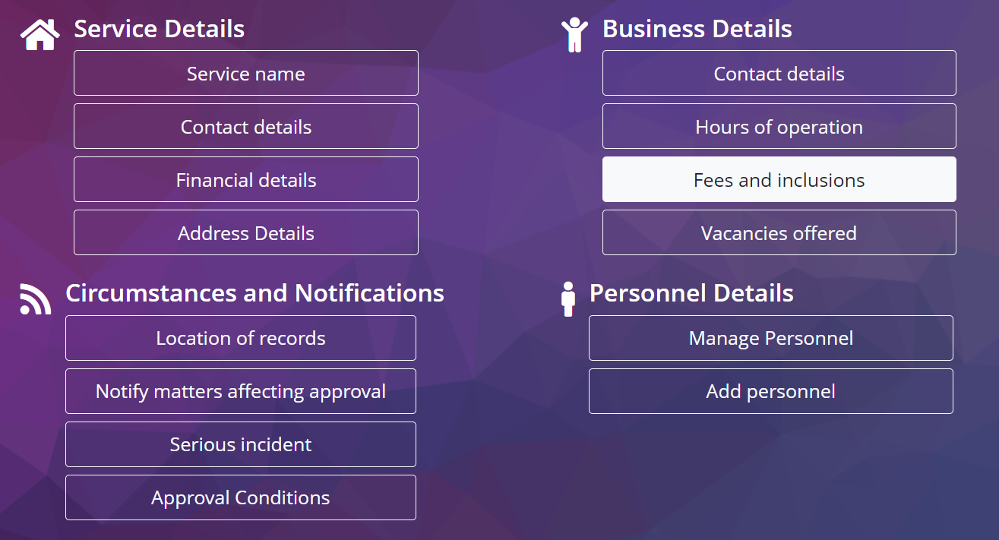 Service Details
Service name
Contact details
Financial details
Address Details
Business Details
Contact details
Hours of operation
Fees and inclusions
Vacancies offered
Circumstances and Notifications
Location of records
Notify matters affecting approval
Serious incident
Approval Conditions
Personnel Details
Manage Personnel
Add personnel